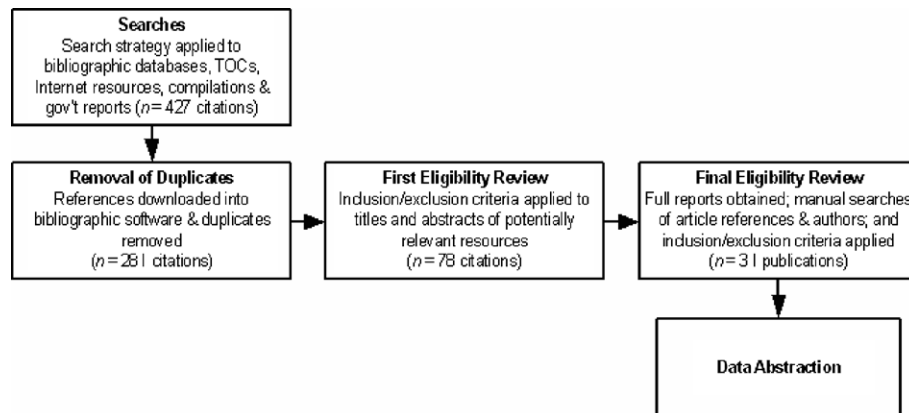 Searches
Search strategy applied to
bibliographic databases, TOCs,
Internet resources, compilations &
gov't reports (n= 427 citations)
Removal of Duplicates
References downloaded into
bibliographic software & duplicates
removed
(n= 281 citations)
First Eligibility Review
Inclusion/exclusion criteria applied to
titles and abstracts of potentially
relevant resources
(n= 78 citations)
Final Eligibility Review
Full reports obtained; manual searches
of article references & authors; and
inclusion/exclusion criteria applied
(n= 31 publications)
Data Abstraction